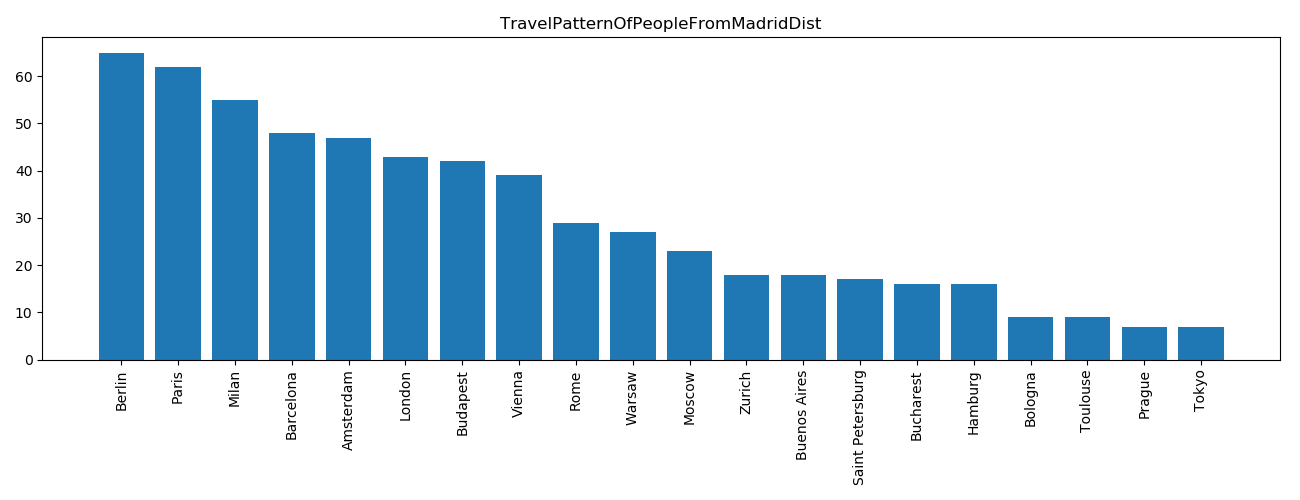 TravelPatternOfPeopleFromMadridDist
60
50
40
30
20
10
0
Berlin
Paris
Milan
Barcelona
Amsterdam
London
Budapest
Vienna
Rome
Warsaw
Moscow
Zurich
Buenos Aires
Saint Petersburg
Bucharest
Hamburg
Bologna
Toulouse
Prague
Tokyo